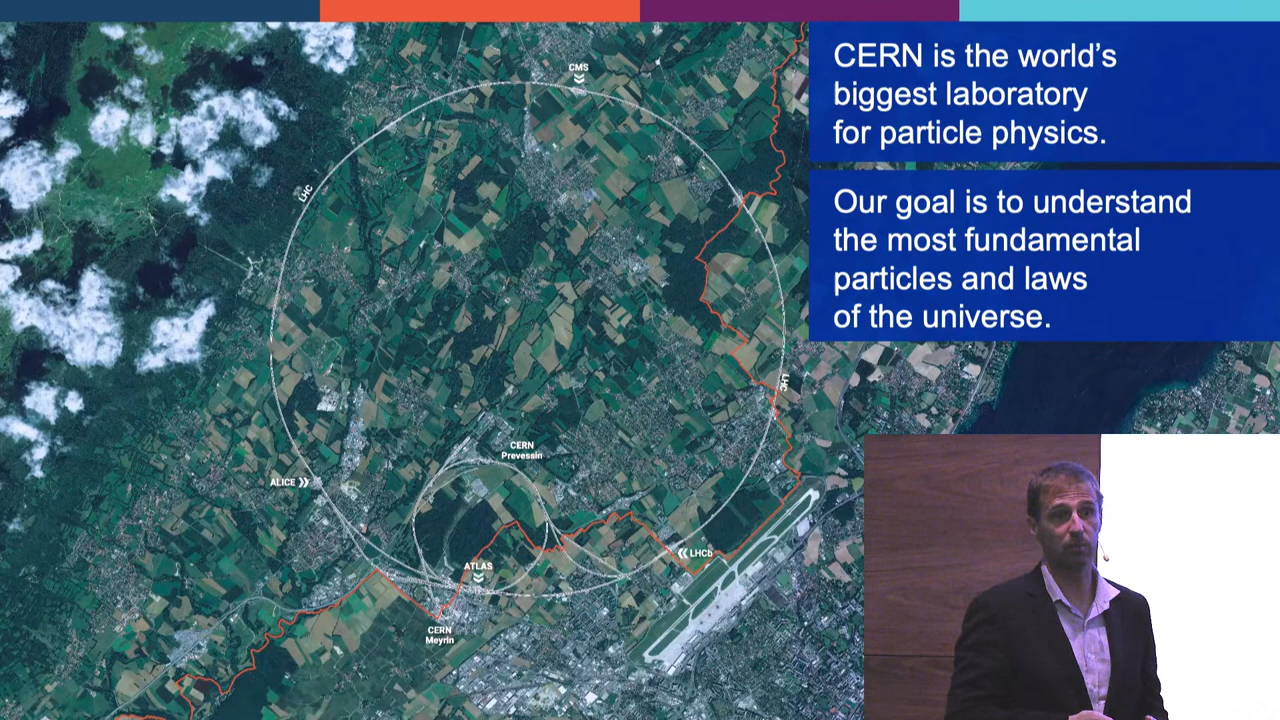 CERN is the world's
biggest laboratory
for particle physics.
Our goal is to understand
the most fundamental
particles and laws
of the universe.
CMS
LHC
LHC
CERN
Prevessin
ALICE
LHCb
ATLAS
CERN
Meyrin